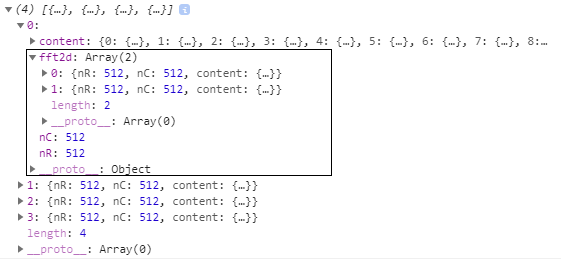 ▼(4) [{…}, {…}, {…}, {…}] i
▼0:
▶content: {0: {…}, 1: {…}, 2: {…}, 3: {…}, 4: {…}, 5: {…}, 6: {…}, 7: {…}, 8:…
▼fft2d: Array(2)
▶0: {nR: 512, nC: 512, content: {…}}
▶1: {nR: 512, nC: 512, content: {…}}
length: 2
▶__proto__: Array(0)
nC: 512
nR: 512
▶__proto__: Object
▶1: {nR: 512, nC: 512, content: {…}}
▶2: {nR: 512, nC: 512, content: {…}}
▶3: {nR: 512, nC: 512, content: {…}}
length: 4
▶__proto__: Array(0)